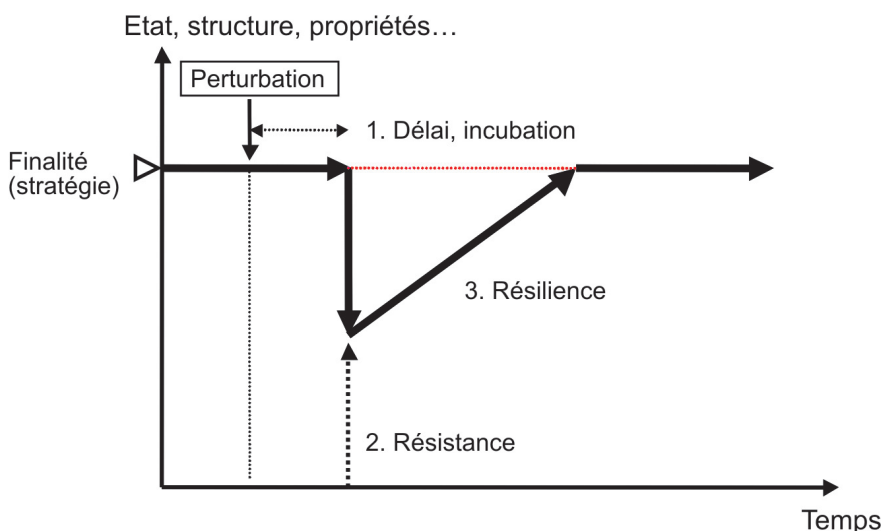 Etat, structure, propriétés…
Perturbation
1. Délai, incubation
Finalité
(stratégie)
3. Résilience
2. Résistance
Temps